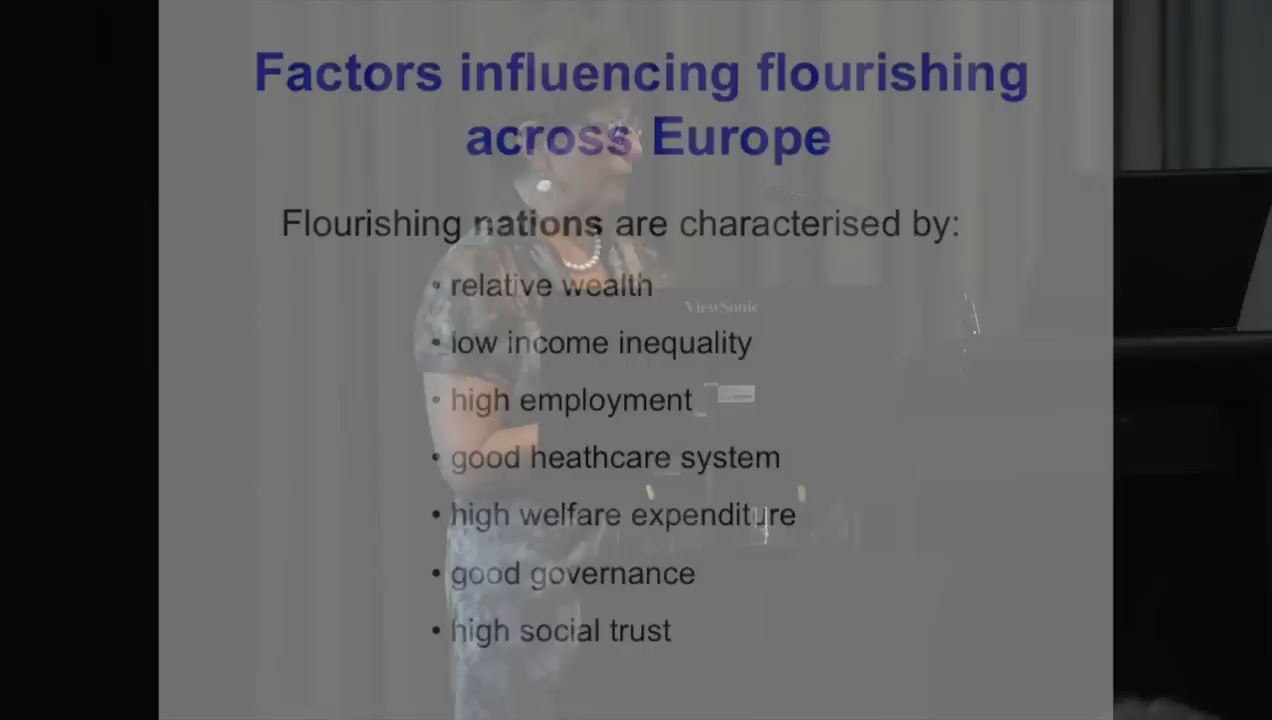 Factors influencing flourishing
across Europe
Flourishing nations are characterised by:
• relative wealth
ViewSonic
• low income inequality
• high employment
• good heathcare system
• high welfare expenditure
• good governance
• high social trust